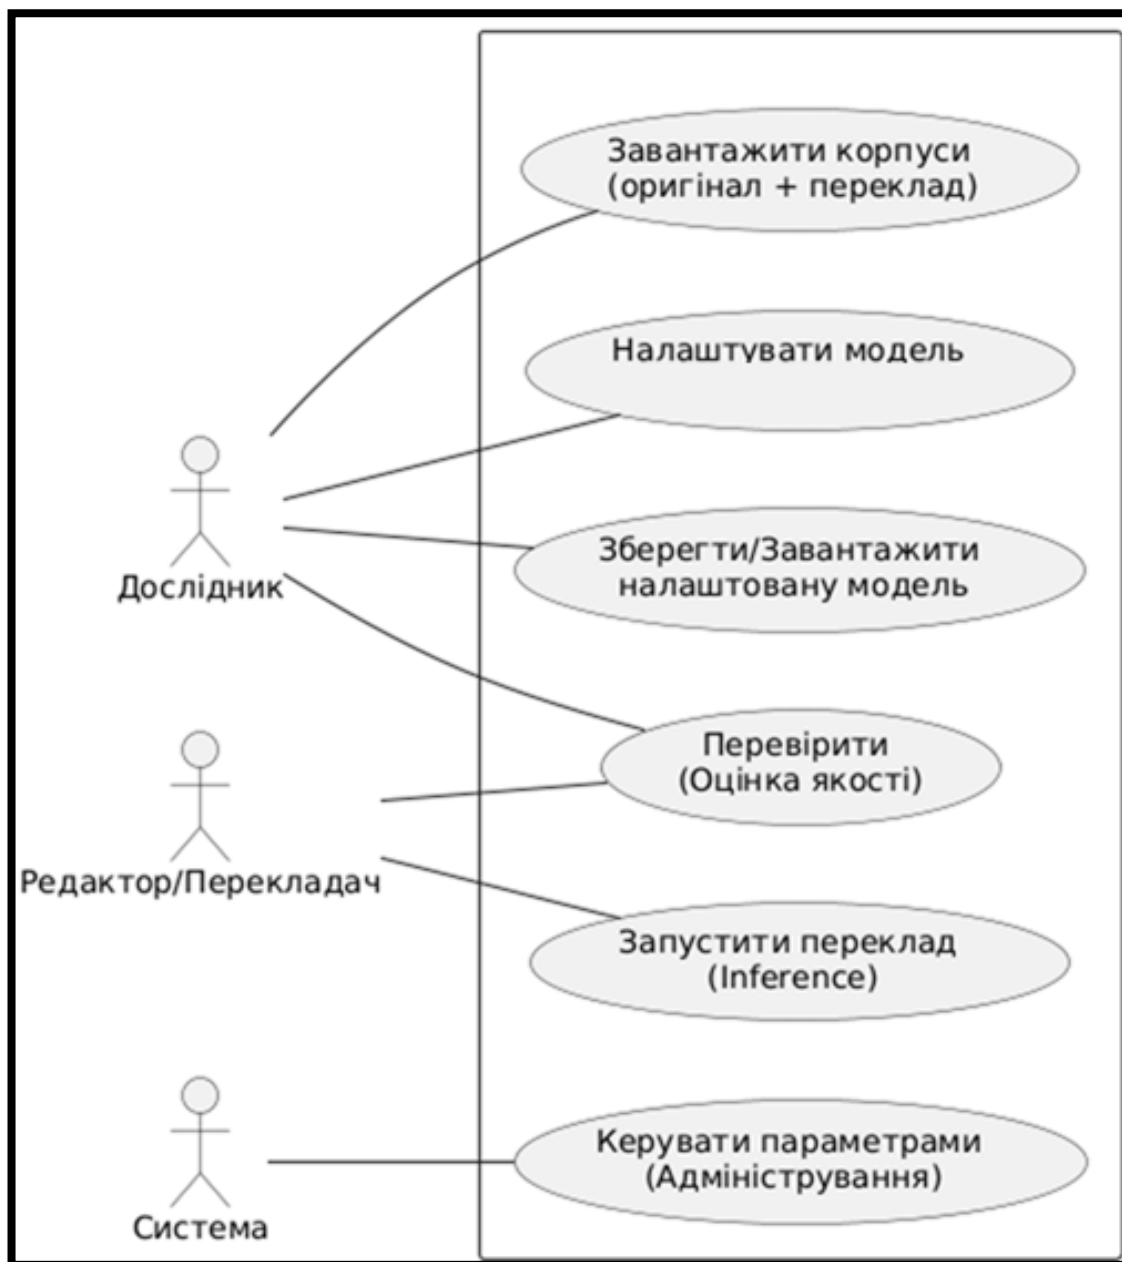 Завантажити корпуси
(оригінал + переклад)
Налаштувати модель
Зберегти/Завантажити
налаштовану модель
Дослідник
Перевірити
(Оцінка якості)
Редактор/Перекладач
Запустити переклад
(Inference)
Керувати параметрами
(Адміністрування)
Система